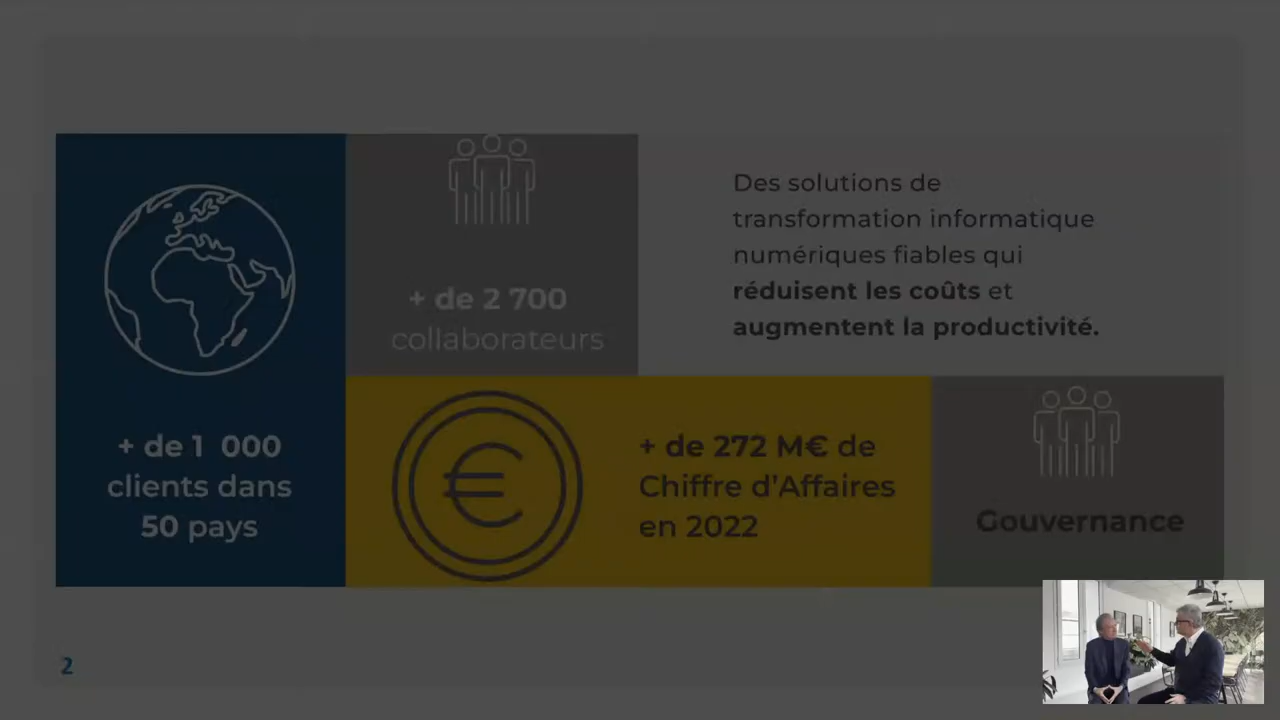 + de 1 000
clients dans
50 pays
+ de 2 700
collaborateurs
Des solutions de
transformation informatique
numériques fiables qui
réduisent les coûts et
augmentent la productivité.
+ de 272 M€ de
Chiffre d'Affaires
en 2022
Gouvernance
2